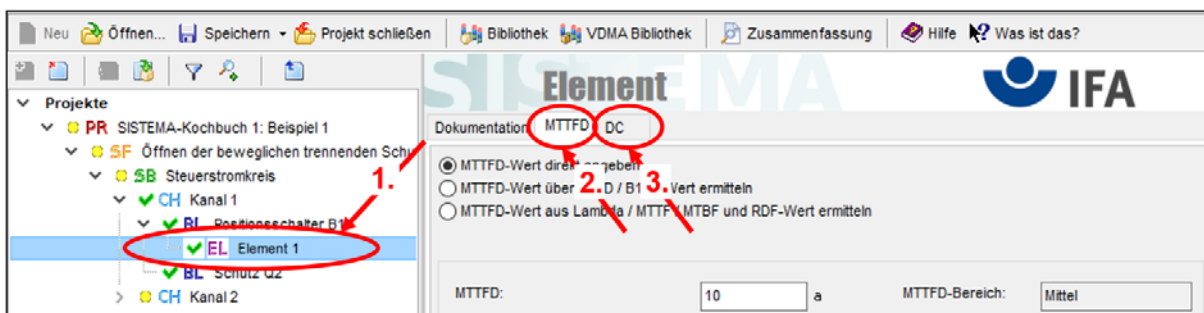 Neu Öffnen... Speichern Projekt schließen Bibliothek VDMA Bibliothek Zusammenfassung Hilfe Was ist das?
SISTEMA
Element
IFA
Projekte
PR SISTEMA-Kochbuch 1: Beispiel 1
SF Öffnen der beweglichen trennenden Schu
SB Steuerstromkreis
1.
CH Kanal 1
BL Positionsschalter B1
EL Element 1
BL Schütz Q2
CH Kanal 2
Dokumentation MTTFD DC
MTTFD-Wert direkt angeben
MTTFD-Wert über D / B1 Wert ermitteln
2. 3.
MTTFD-Wert aus Lambda / MTTF / MTBF und RDF-Wert ermitteln
MTTFD: 10 a MTTFD-Bereich: Mittel